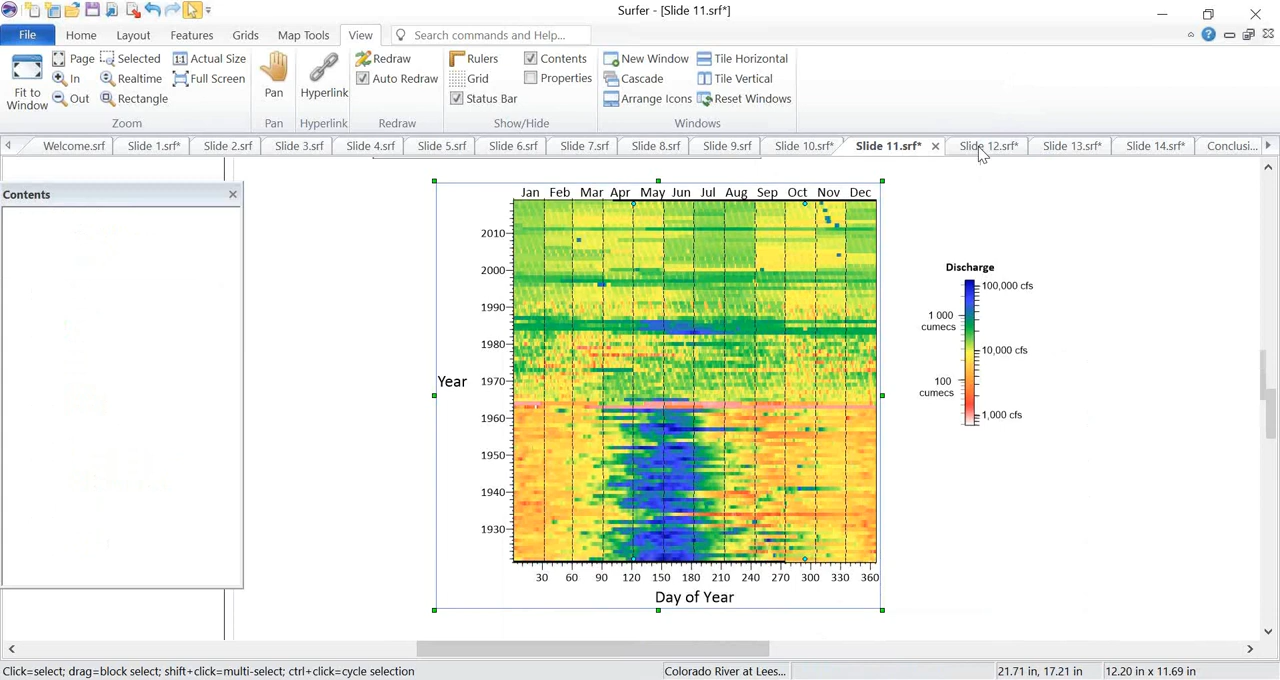 Surfer - [Slide 11.srf*]
File Home Layout Features Grids Map Tools View Search commands and Help...
Fit to Window
Page
In
Out
Selected
Realtime
Rectangle
Actual Size
Full Screen
Zoom
Pan
Pan
Hyperlink
Hyperlink
Redraw
Auto Redraw
Redraw
Rulers
Grid
Status Bar
Contents
Properties
Show/Hide
New Window
Cascade
Arrange Icons
Tile Horizontal
Tile Vertical
Reset Windows
Windows
Welcome.srf Slide 1.srf* Slide 2.srf Slide 3.srf Slide 4.srf Slide 5.srf Slide 6.srf Slide 7.srf Slide 8.srf Slide 9.srf Slide 10.srf* Slide 11.srf* Slide 12.srf* Slide 13.srf* Slide 14.srf* Conclusi...
Contents
Jan Feb Mar Apr May Jun Jul Aug Sep Oct Nov Dec
2010
2000
1990
1980
1970
1960
1950
1940
1930
Year
30 60 90 120 150 180 210 240 270 300 330 360
Day of Year
Discharge
100,000 cfs
1 000 cumecs
10,000 cfs
100 cumecs
1,000 cfs
Click=select; drag=block select; shift+click=multi-select; ctrl+click=cycle selection
Colorado River at Lees...
21.71 in, 17.21 in
12.20 in x 11.69 in